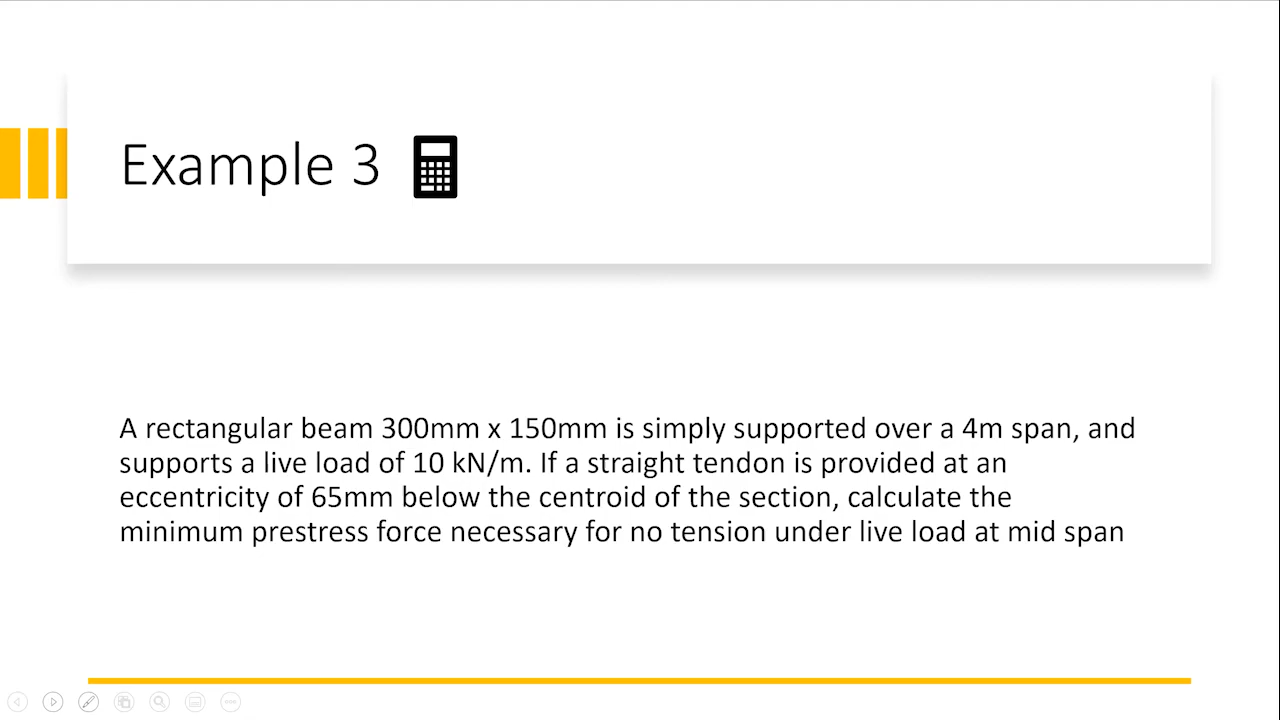 Example 3
A rectangular beam 300mm x 150mm is simply supported over a 4m span, and
supports a live load of 10 kN/m. If a straight tendon is provided at an
eccentricity of 65mm below the centroid of the section, calculate the
minimum prestress force necessary for no tension under live load at mid span